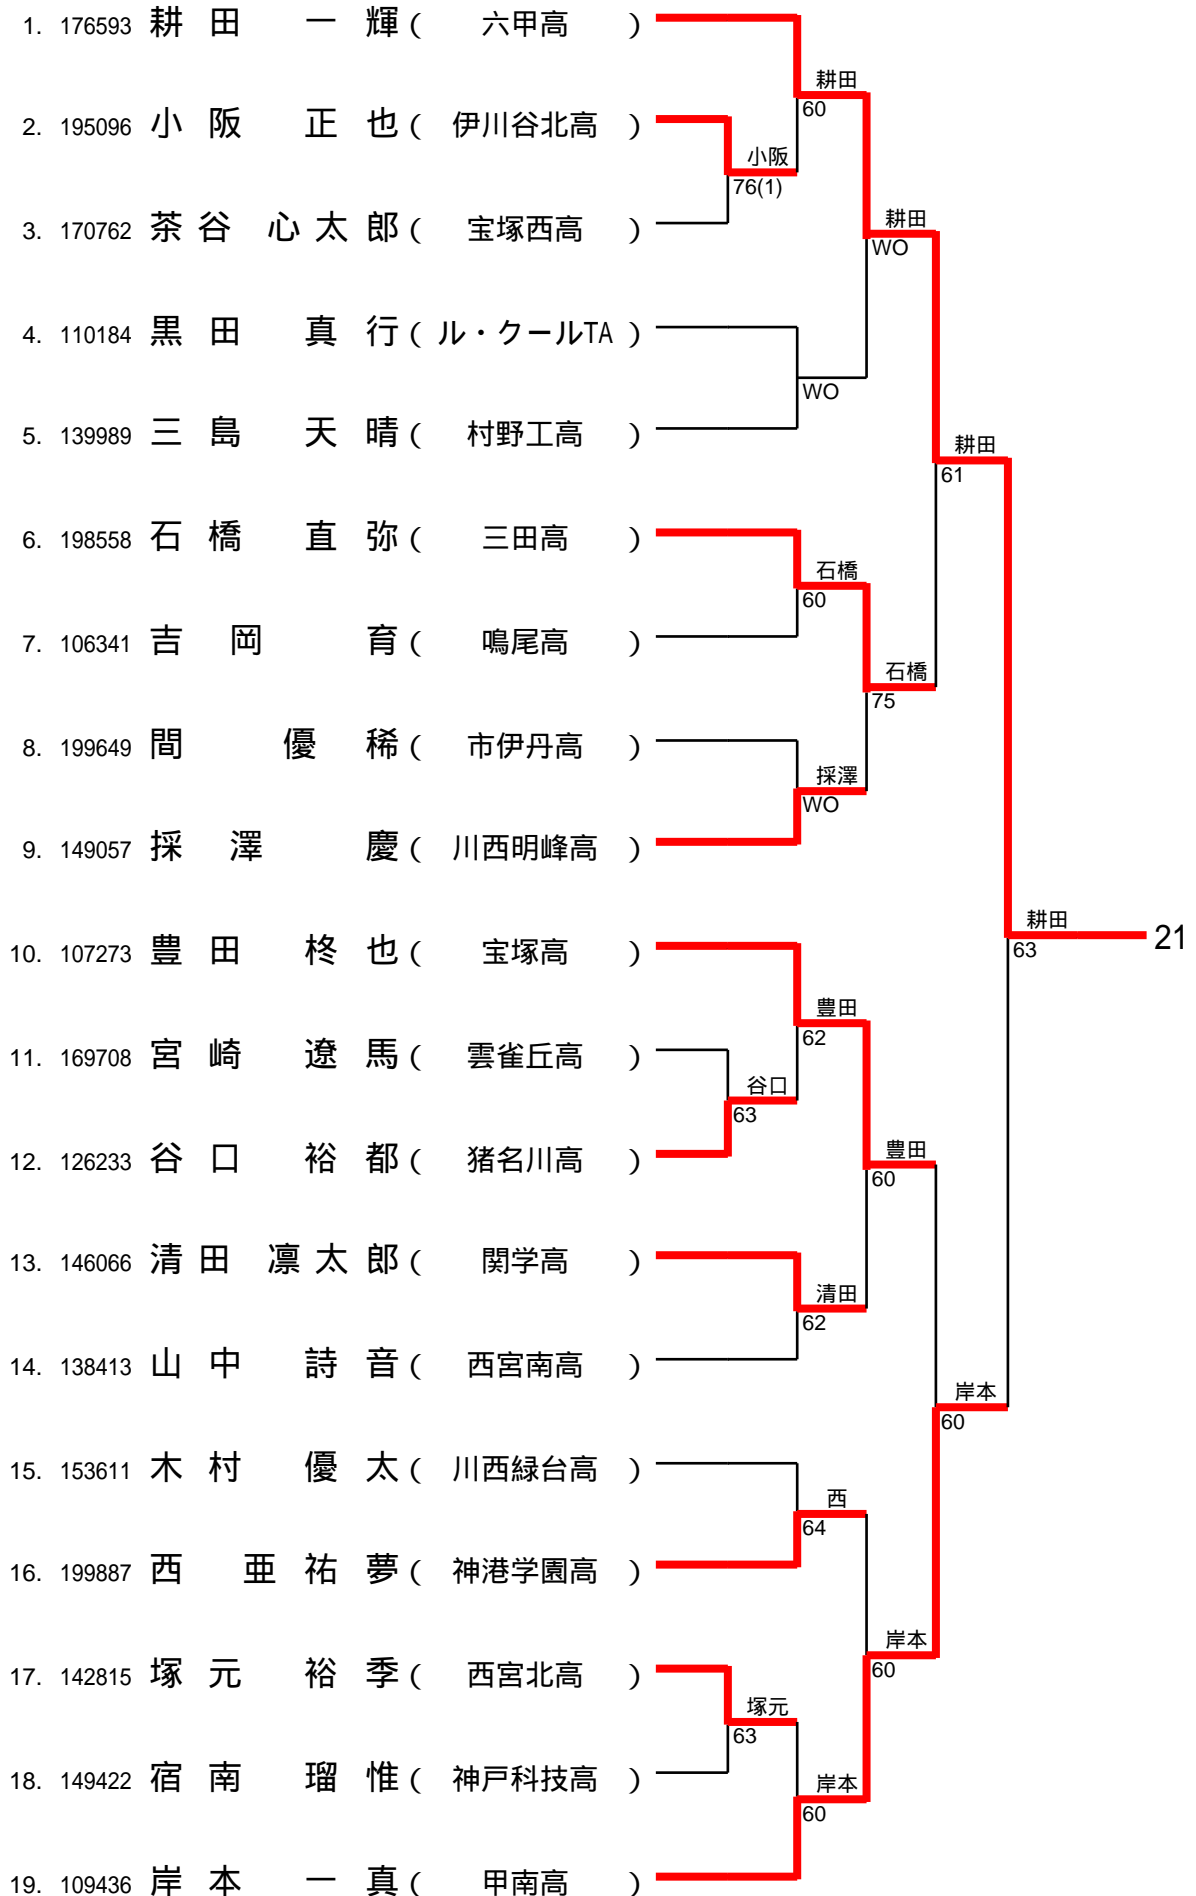 1. 176593 耕田 一輝 ( 六甲高 )
耕田
60
2. 195096 小阪 正也 ( 伊川谷北高 )
小阪
76(1)
3. 170762 茶谷 心太郎 ( 宝塚西高 )
耕田
WO
4. 110184 黒田 真行 ( ル・クールTA )
WO
5. 139989 三島 天晴 ( 村野工高 )
耕田
61
6. 198558 石橋 直弥 ( 三田高 )
石橋
60
7. 106341 吉岡 育 ( 鳴尾高 )
石橋
75
8. 199649 間 優稀 ( 市伊丹高 )
採澤
WO
9. 149057 採澤 慶 ( 川西明峰高 )
耕田
63
21
10. 107273 豊田 柊也 ( 宝塚高 )
豊田
62
11. 169708 宮崎 遼馬 ( 雲雀丘高 )
谷口
63
12. 126233 谷口 裕都 ( 猪名川高 )
豊田
60
13. 146066 清田 凛太郎 ( 関学高 )
清田
62
14. 138413 山中 詩音 ( 西宮南高 )
岸本
60
15. 153611 木村 優太 ( 川西緑台高 )
西
64
16. 199887 西 亜祐夢 ( 神港学園高 )
岸本
60
17. 142815 塚元 裕季 ( 西宮北高 )
塚元
63
18. 149422 宿南 瑠惟 ( 神戸科技高 )
岸本
60
19. 109436 岸本 一真 ( 甲南高 )